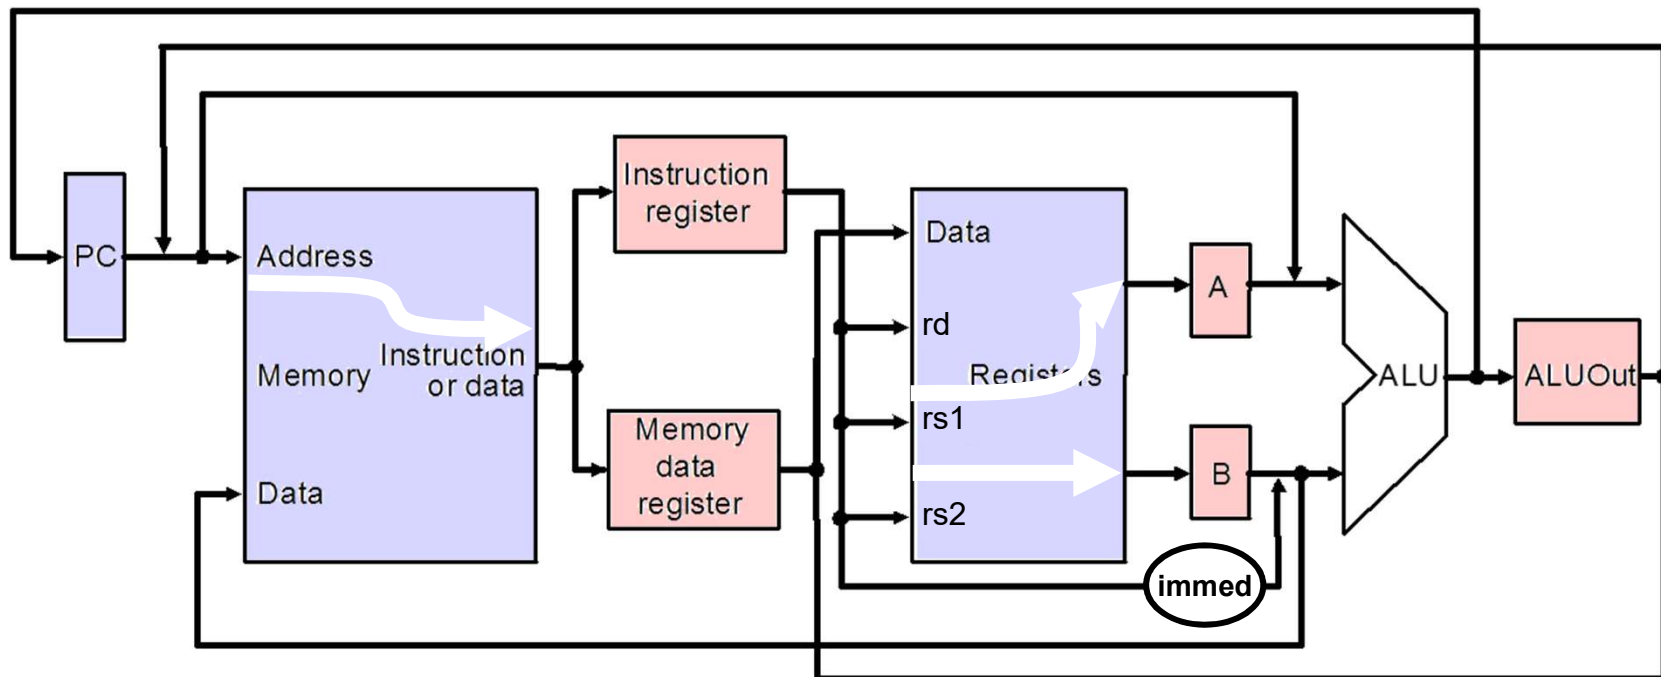 PC
Address
Memory
Instruction
or data
Data
Instruction
register
Memory
data
register
Data
rd
Registers
rs1
rs2
A
B
immed
ALU
ALUOut